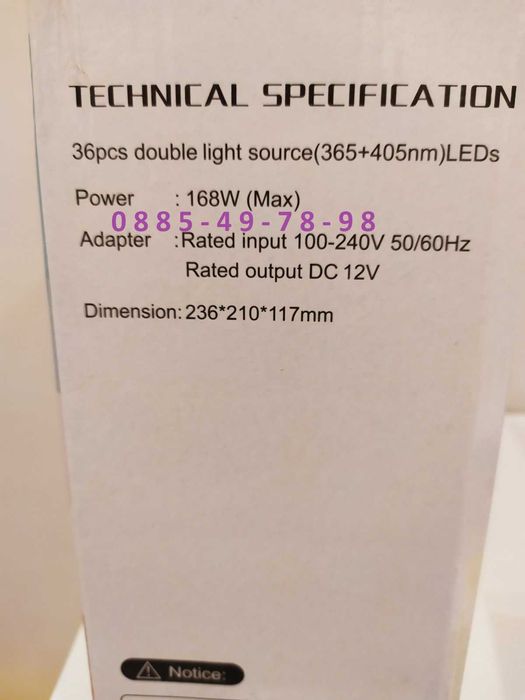 TECHNICAL SPECIFICATION
36pcs double light source(365+405nm)LEDs
Power : 168W (Max)
0885-49-78-98
Adapter :Rated input 100-240V 50/60Hz
Rated output DC 12V
Dimension: 236*210*117mm
Notice: